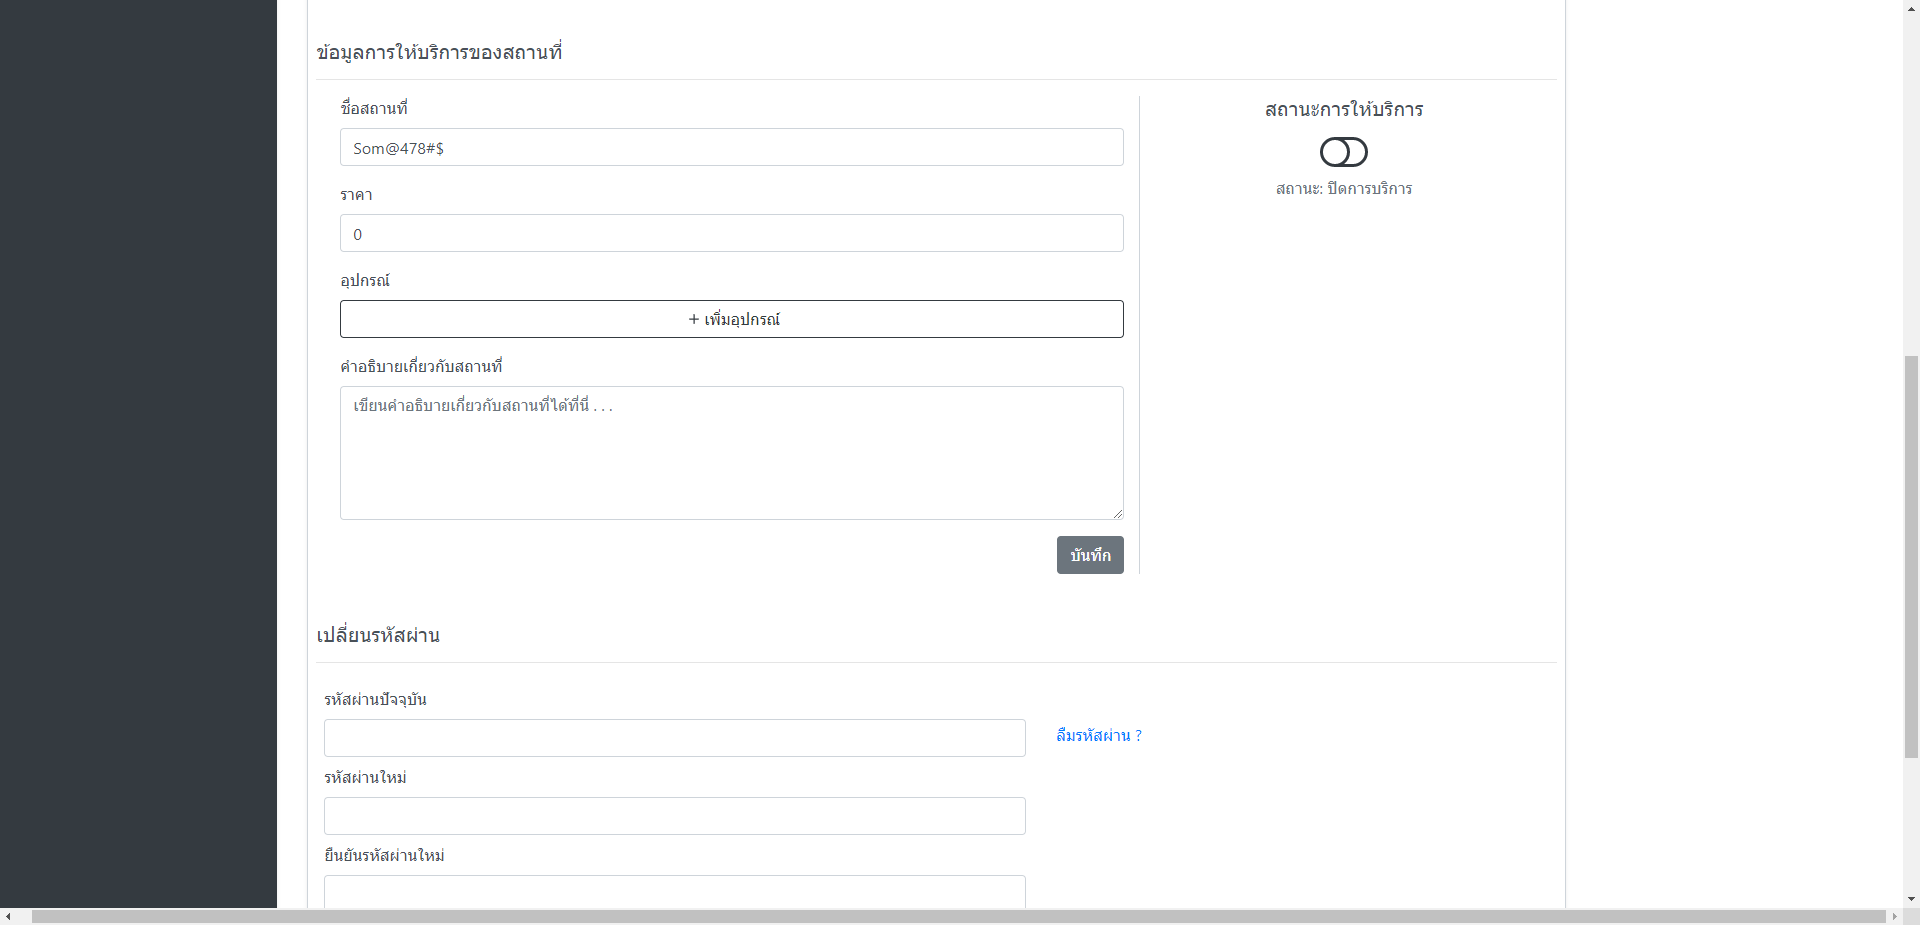 ข้อมูลการให้บริการของสถานที่
ชื่อสถานที่
Som@478#$
ราคา
0
อุปกรณ์
+ เพิ่มอุปกรณ์
คำอธิบายเกี่ยวกับสถานที่
เขียนคำอธิบายเกี่ยวกับสถานที่ได้ที่นี่ . . .
บันทึก
สถานะการให้บริการ
สถานะ: ปิดการบริการ
เปลี่ยนรหัสผ่าน
รหัสผ่านปัจจุบัน
ลืมรหัสผ่าน ?
รหัสผ่านใหม่
ยืนยันรหัสผ่านใหม่